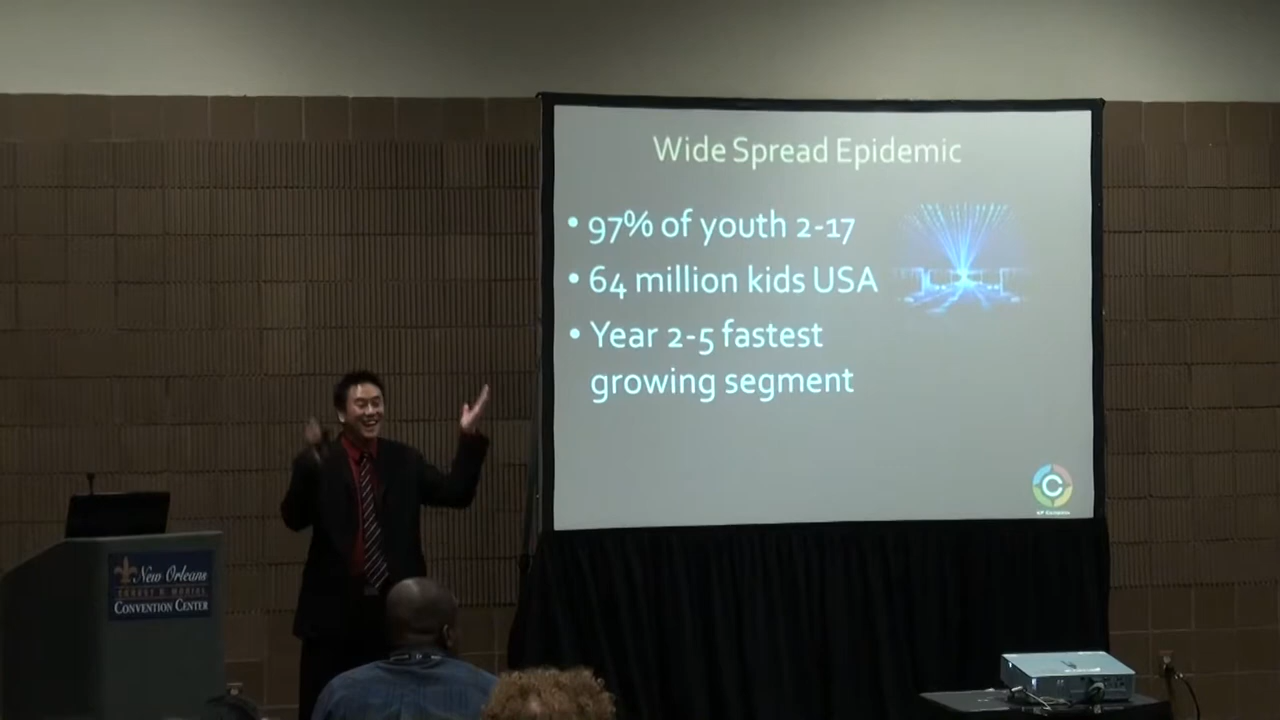 Wide Spread Epidemic
• 97% of youth 2-17
• 64 million kids USA
• Year 2-5 fastest
growing segment
C
New Orleans
CONVENTION CENTER